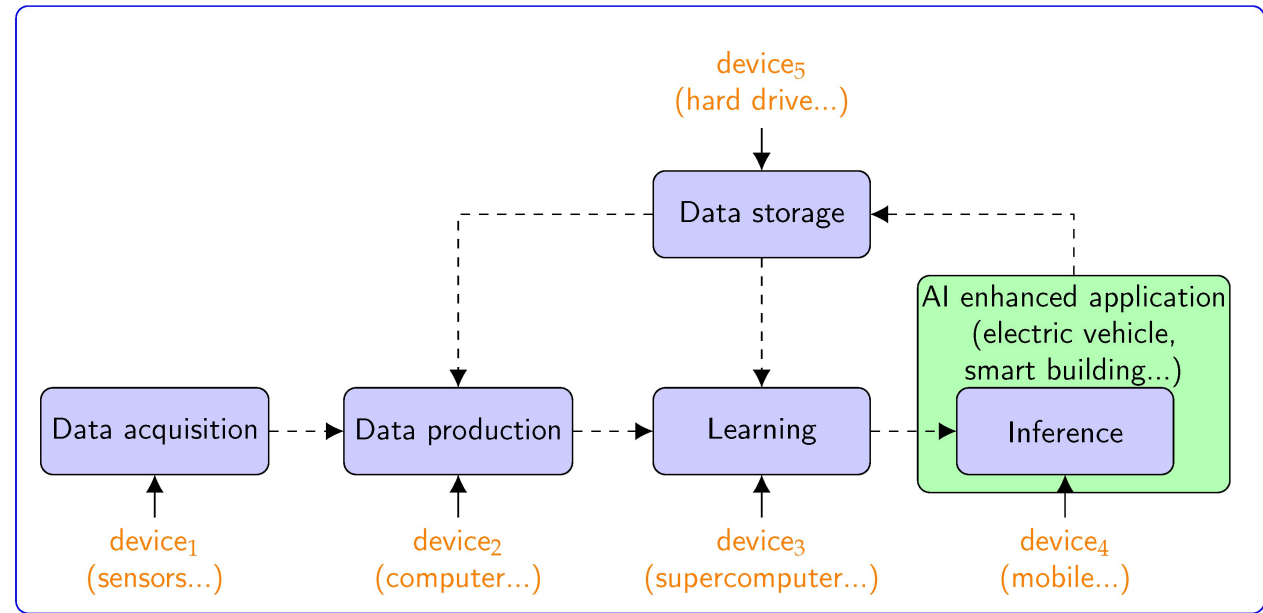 device₅
(hard drive...)
Data storage
AI enhanced application
(electric vehicle,
smart building...)
Data acquisition
Data production
Learning
Inference
device₁
(sensors...)
device₂
(computer...)
device₃
(supercomputer...)
device₄
(mobile...)